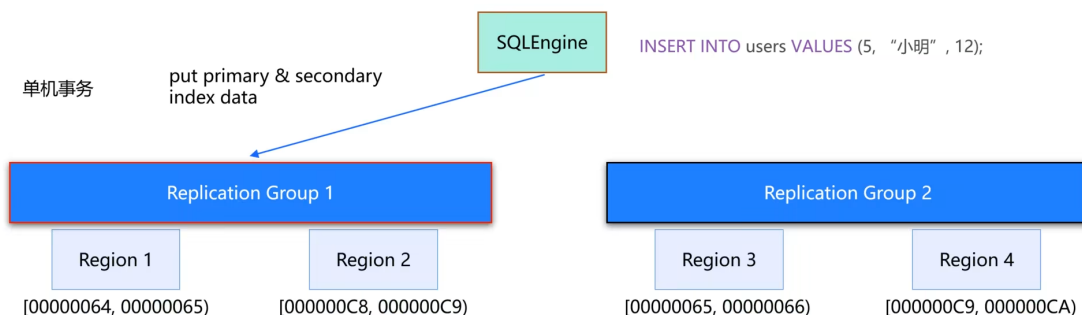 SQLEngine
INSERT INTO users VALUES (5, “小明”, 12);
单机事务
put primary & secondary
index data
Replication Group 1
Replication Group 2
Region 1
Region 2
Region 3
Region 4
[00000064, 00000065)
[000000C8, 000000C9)
[00000065, 00000066)
[000000C9, 000000CA)